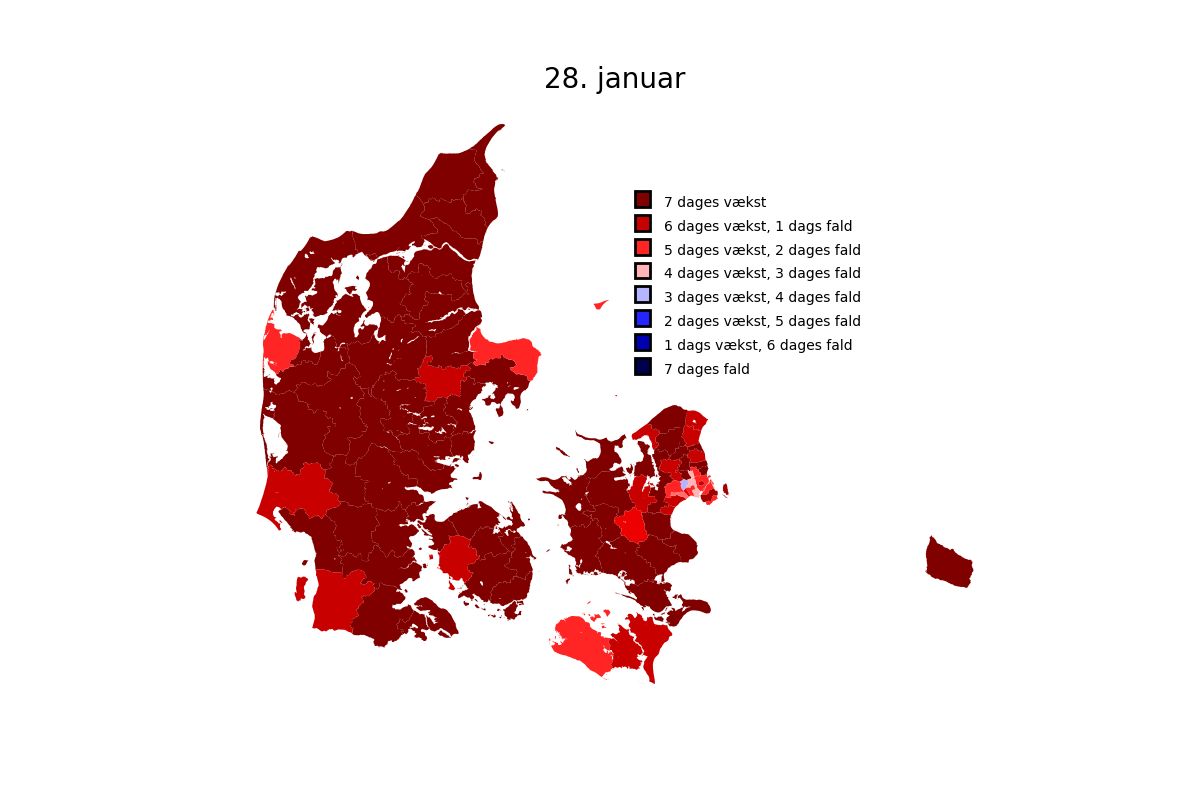 28. januar
7 dages vækst
6 dages vækst, 1 dags fald
5 dages vækst, 2 dages fald
4 dages vækst, 3 dages fald
3 dages vækst, 4 dages fald
2 dages vækst, 5 dages fald
1 dags vækst, 6 dages fald
7 dages fald